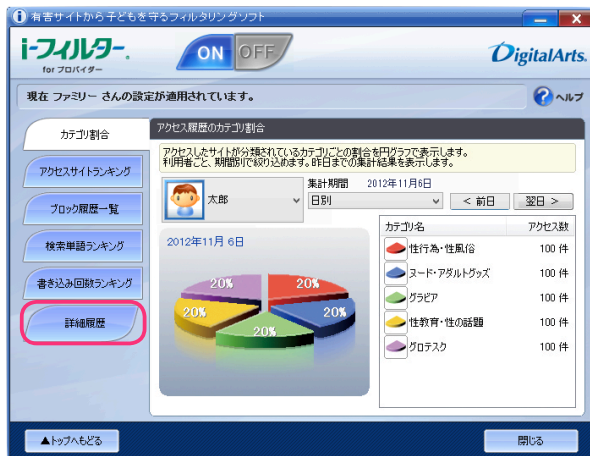 有害サイトから子どもを守るフィルタリングソフト
i-フィルター.
for プロバイダー
ON OFF
DigitalArts.
現在 ファミリー さんの設定が適用されています。
ヘルプ
カテゴリ割合
アクセスサイトランキング
ブロック履歴一覧
検索単語ランキング
書き込み回数ランキング
詳細履歴
アクセス履歴のカテゴリ割合
アクセスしたサイトが分類されているカテゴリごとの割合を円グラフで表示します。
利用者ごと、期間別で絞り込めます。昨日までの集計結果を表示します。
太郎
集計期間 2012年11月6日
日別
< 前日
翌日 >
2012年11月 6日
20%
20%
20%
20%
20%
カテゴリ名 アクセス数
性行為・性風俗 100 件
ヌード・アダルトグッズ 100 件
グラビア 100 件
性教育・性の話題 100 件
グロテスク 100 件
▲トップへもどる
閉じる